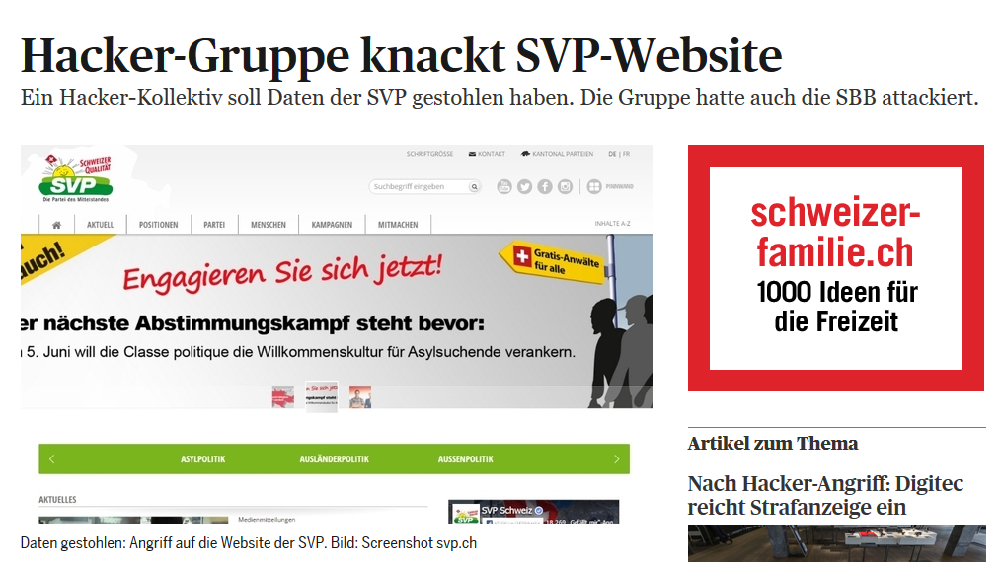 Hacker-Gruppe knackt SVP-Website
Ein Hacker-Kollektiv soll Daten der SVP gestohlen haben. Die Gruppe hatte auch die SBB attackiert.
SCHWEIZER
QUALITÄT
SVP
Die Partei des Mittelstandes
SCHRIFTGRÖSSE
KONTAKT
KANTONAL PARTEIEN
DE | FR
Suchbegriff eingeben
PINNWAND
AKTUELL
POSITIONEN
PARTEI
MENSCHEN
KAMPAGNEN
MITMACHEN
INHALTE A-Z
auch!
Engagieren Sie sich jetzt!
Gratis-Anwälte
für alle
er nächste Abstimmungskampf steht bevor:
5. Juni will die Classe politique die Willkommenskultur für Asylsuchende verankern.
ASYLPOLITIK
AUSLÄNDERPOLITIK
AUSSENPOLITIK
AKTUELLES
Medienmitteilungen
SVP Schweiz
schweizer-
familie.ch
1000 Ideen für
die Freizeit
Artikel zum Thema
Nach Hacker-Angriff: Digitec
reicht Strafanzeige ein
Daten gestohlen: Angriff auf die Website der SVP. Bild: Screenshot svp.ch